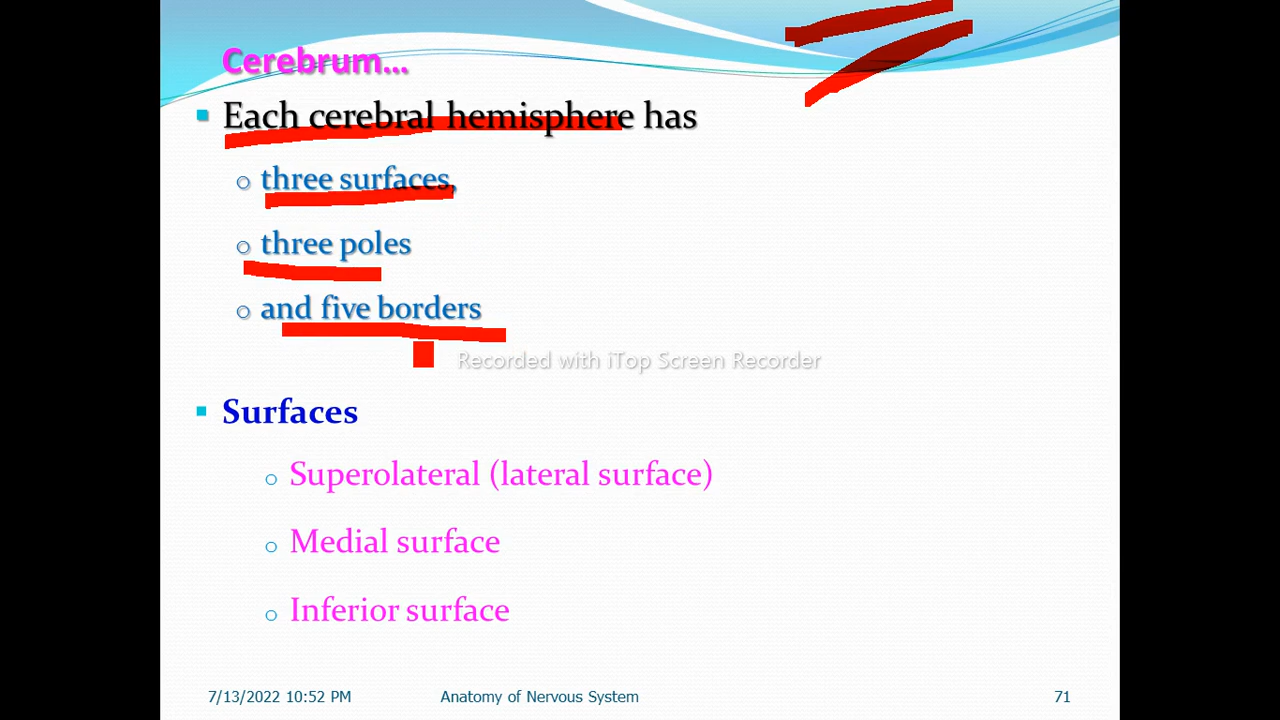 Cerebrum...
Each cerebral hemisphere has
three surfaces,
three poles
and five borders
Recorded with iTop Screen Recorder
Surfaces
Superolateral (lateral surface)
Medial surface
Inferior surface
7/13/2022 10:52 PM Anatomy of Nervous System 71